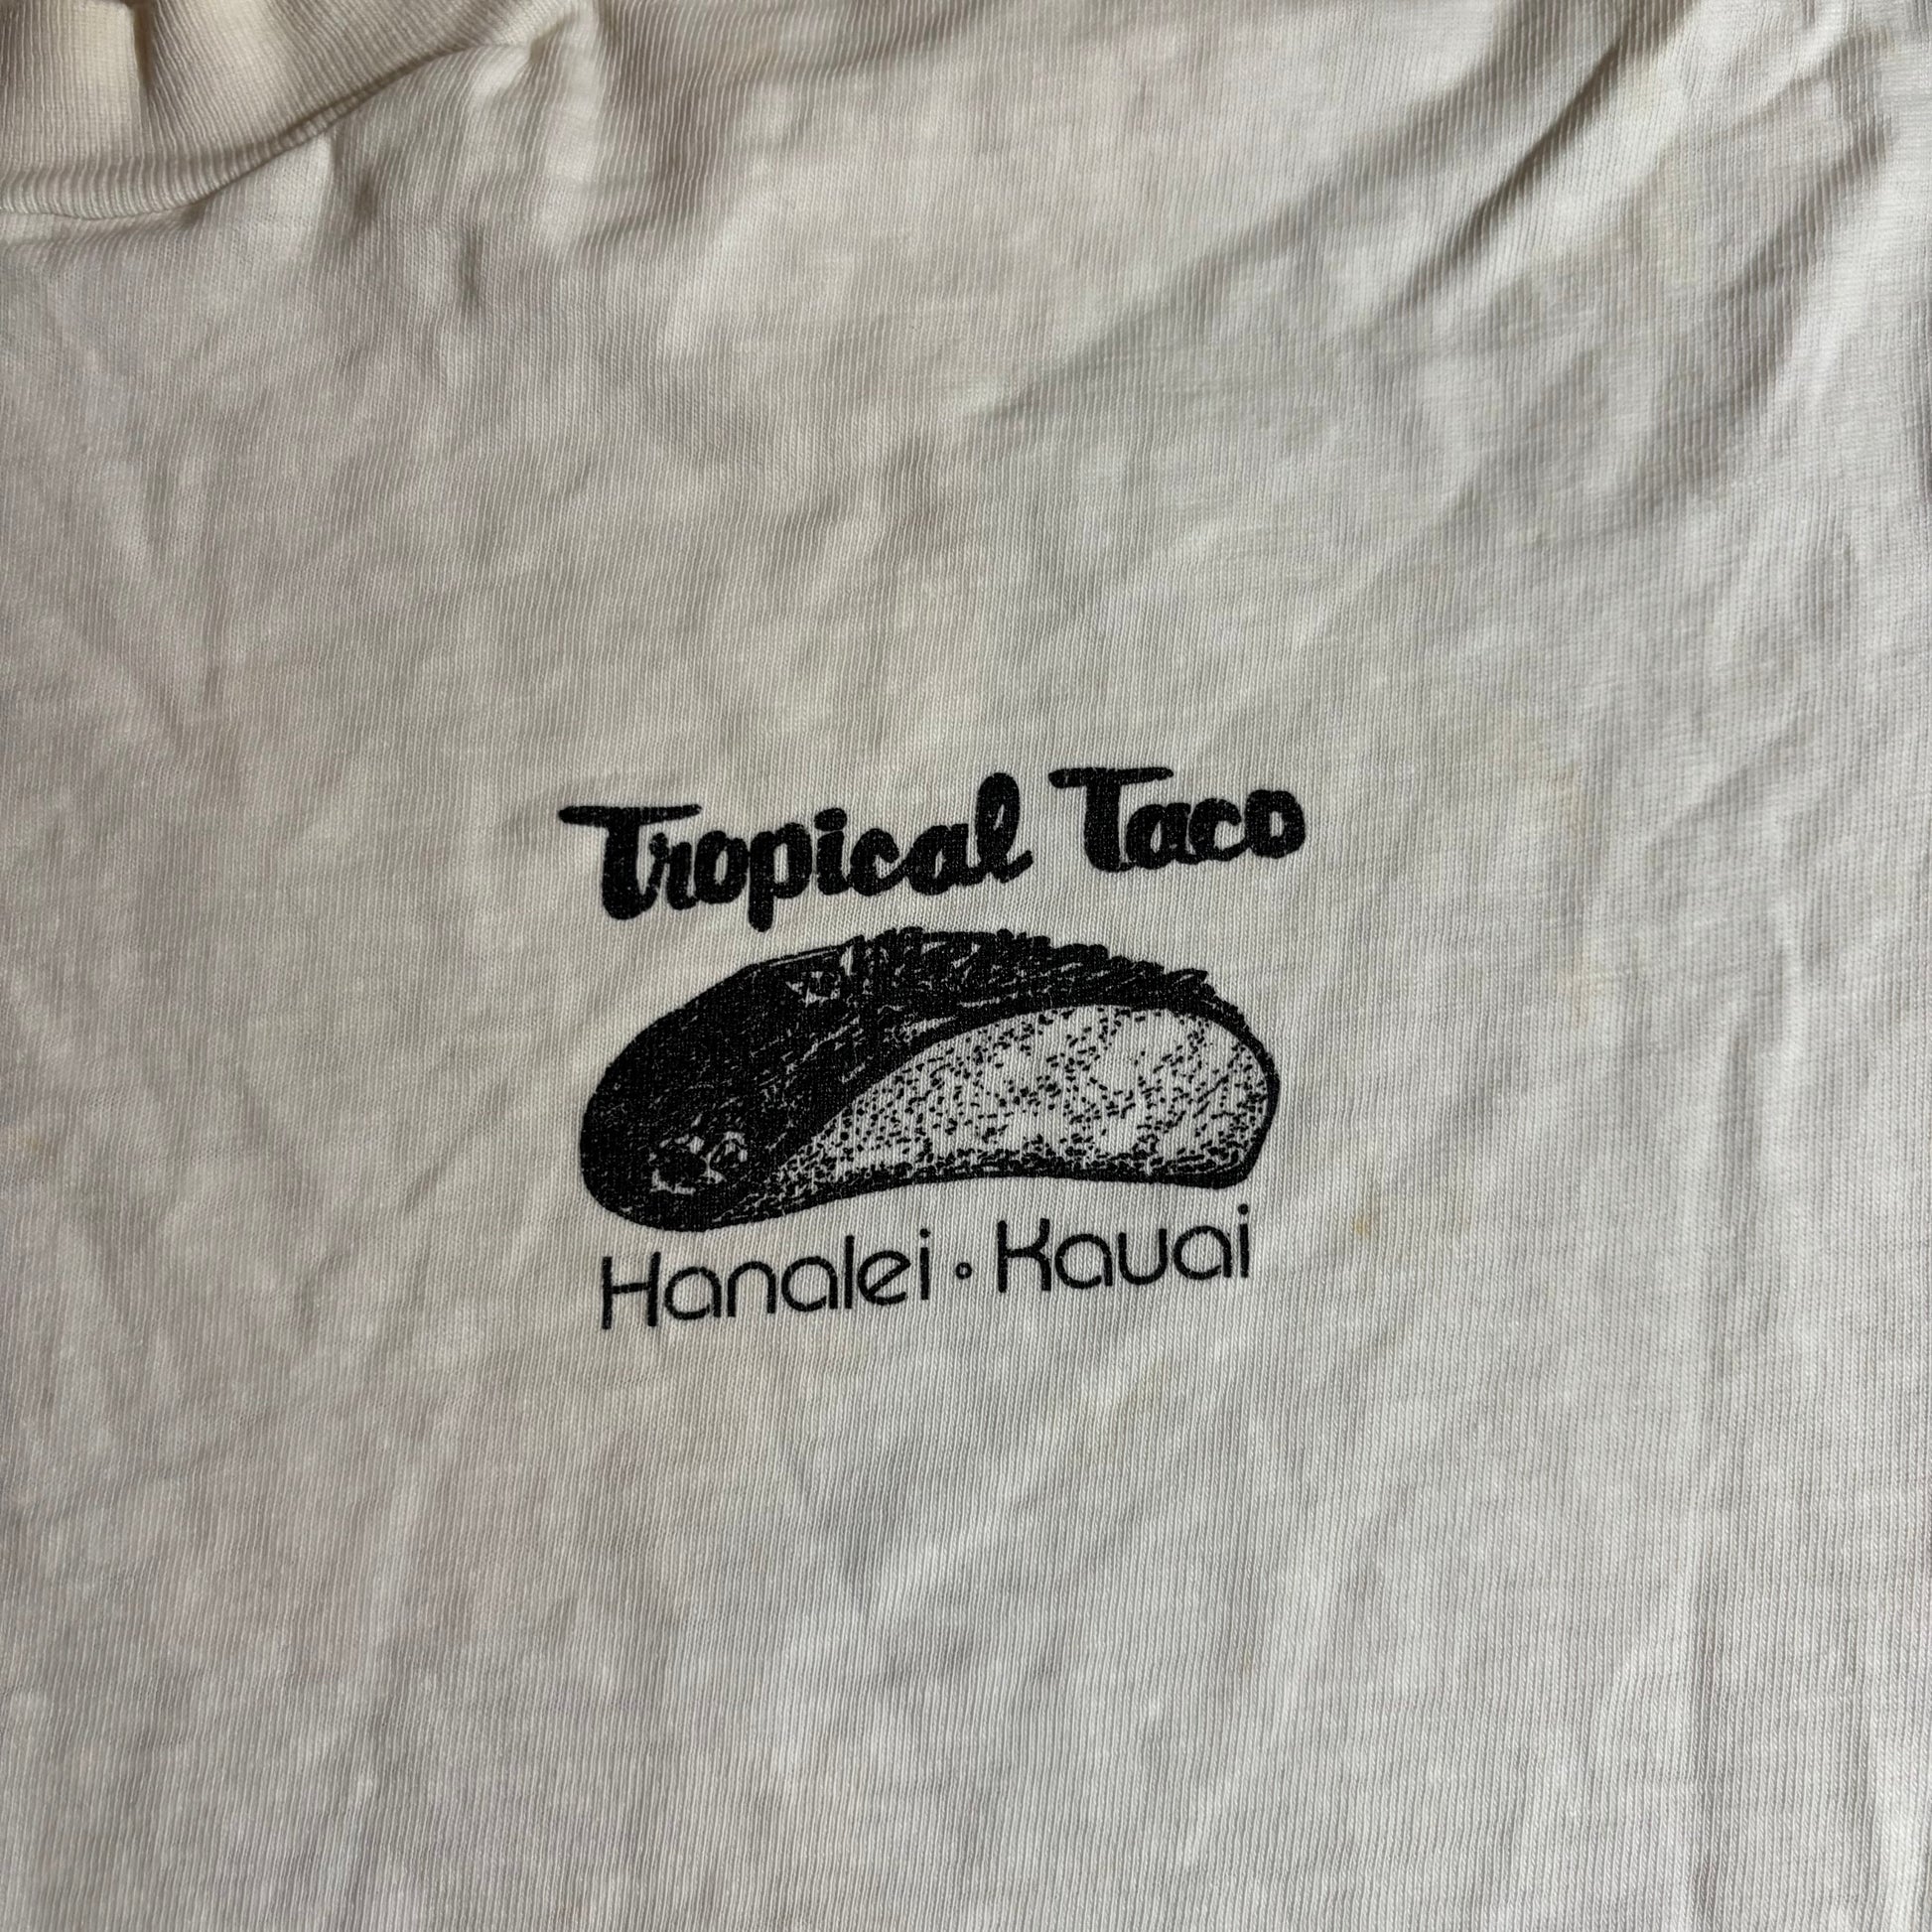 Tropical Taco
Hanalei • Kauai